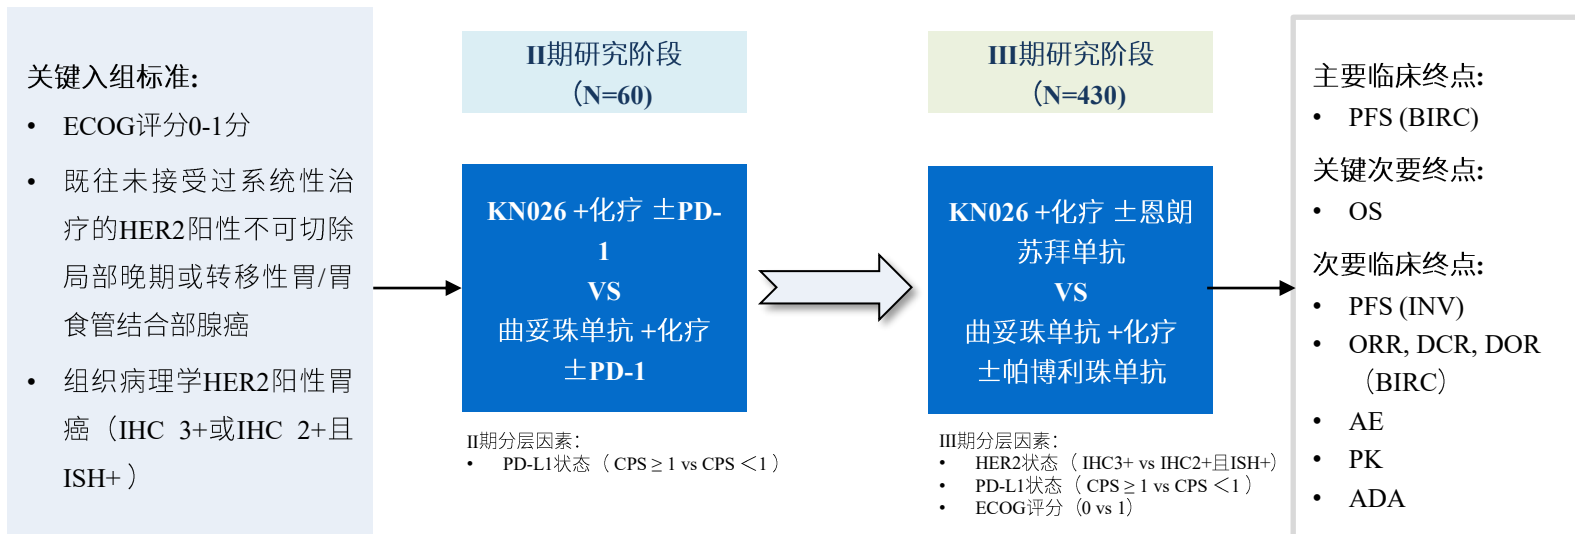 关键入组标准:
• ECOG评分0-1分
• 既往未接受过系统性治
疗的HER2阳性不可切除
局部晚期或转移性胃/胃
食管结合部腺癌
• 组织病理学HER2阳性胃
癌（IHC 3+或IHC 2+且
ISH+ ）
II期研究阶段
（N=60)
KN026 +化疗 ±PD-
1
VS
曲妥珠单抗 +化疗
±PD-1
II期分层因素：
• PD-L1状态（ CPS ≥ 1 vs CPS ＜1 ）
III期研究阶段
（N=430)
KN026 +化疗 ±恩朗
苏拜单抗
VS
曲妥珠单抗 +化疗
±帕博利珠单抗
III期分层因素：
• HER2状态（ IHC3+ vs IHC2+且ISH+）
• PD-L1状态（ CPS ≥ 1 vs CPS ＜1 ）
• ECOG评分（0 vs 1）
主要临床终点:
• PFS (BIRC)
关键次要终点:
• OS
次要临床终点:
• PFS (INV)
• ORR, DCR, DOR
（BIRC）
• AE
• PK
• ADA